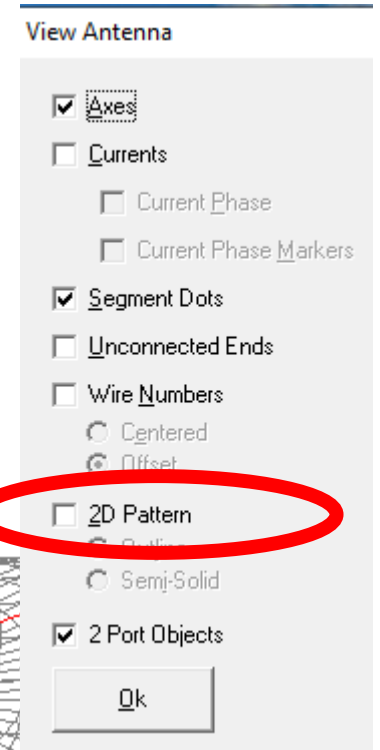 View Antenna
Axes
Currents
Current Phase
Current Phase Markers
Segment Dots
Unconnected Ends
Wire Numbers
Centered
Offset
2D Pattern
Outline
Semi-Solid
2 Port Objects
Ok